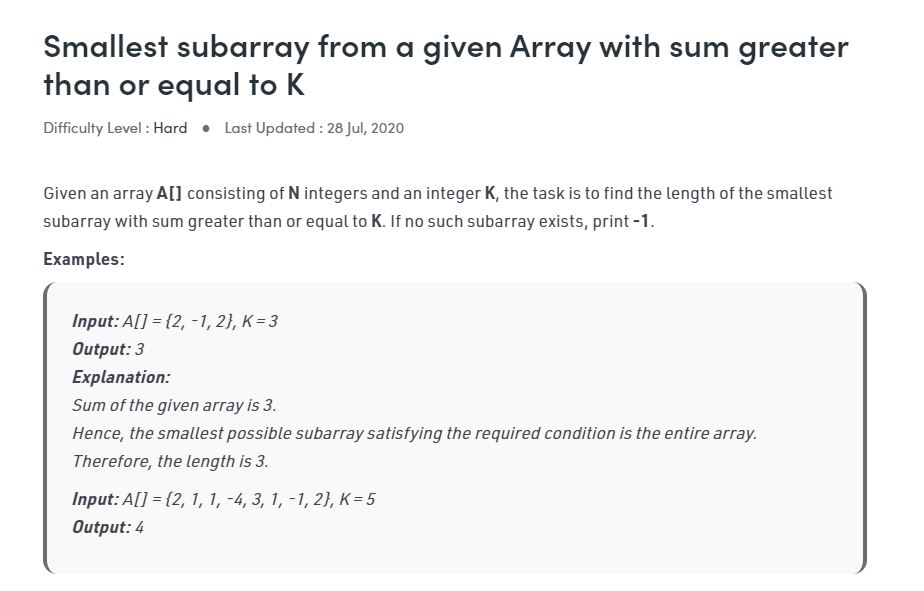 Smallest subarray from a given Array with sum greater
than or equal to K
Difficulty Level : Hard ● Last Updated : 28 Jul, 2020
Given an array A[] consisting of N integers and an integer K, the task is to find the length of the smallest
subarray with sum greater than or equal to K. If no such subarray exists, print -1.
Examples:
Input: A[] = {2, -1, 2}, K = 3
Output: 3
Explanation:
Sum of the given array is 3.
Hence, the smallest possible subarray satisfying the required condition is the entire array.
Therefore, the length is 3.
Input: A[] = {2, 1, 1, -4, 3, 1, -1, 2}, K = 5
Output: 4